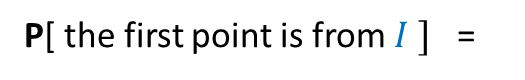 P[ the first point is from I ] =